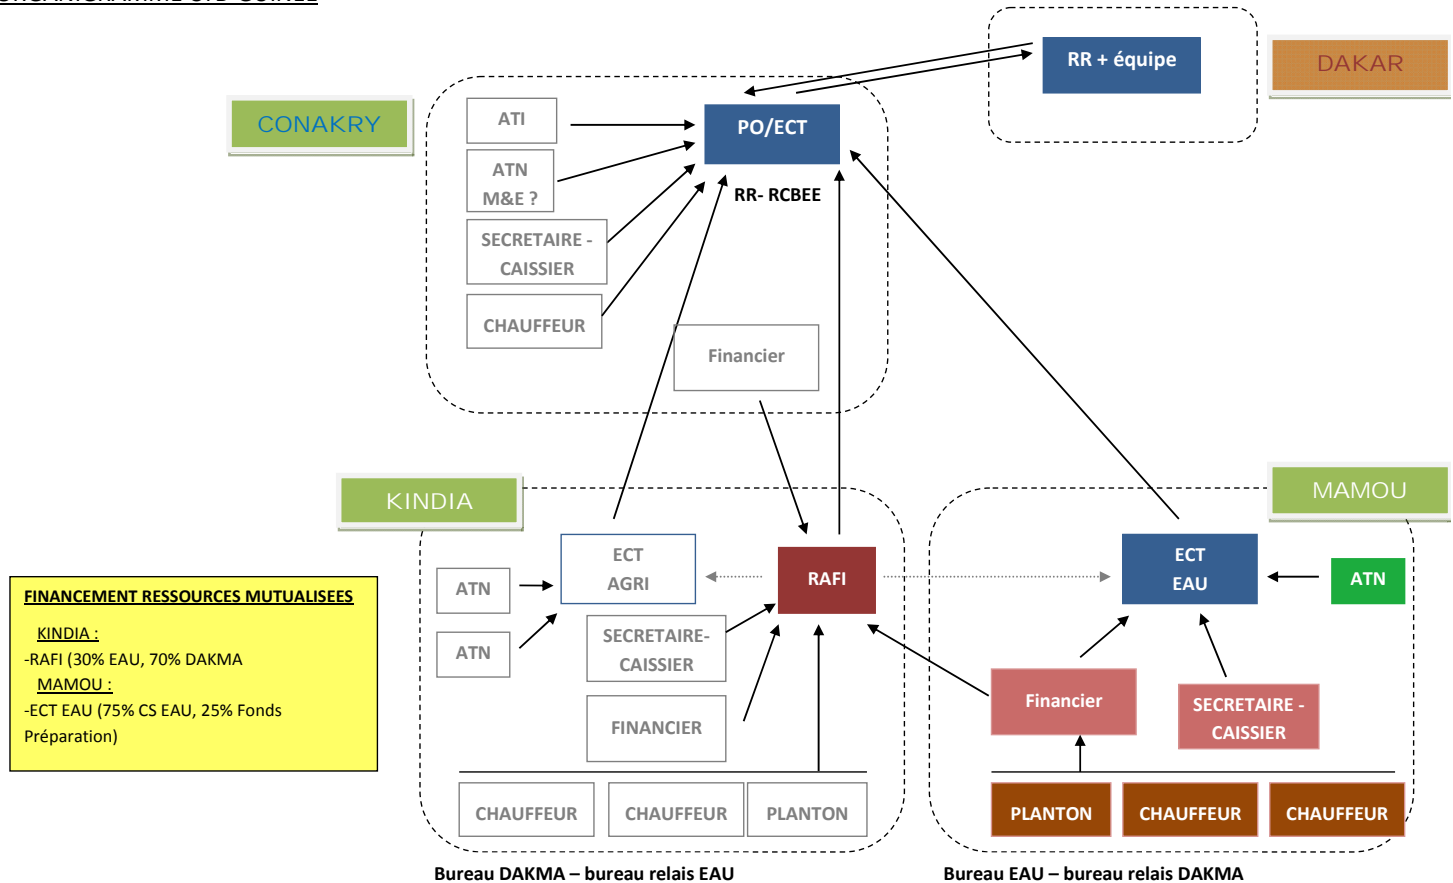 RR + équipe
DAKAR
CONAKRY
ATI
PO/ECT
ATN
M&E ?
RR- RCBEE
SECRETAIRE -
CAISSIER
CHAUFFEUR
Financier
KINDIA
MAMOU
ECT
AGRI
RAFI
ECT
EAU
ATN
ATN
ATN
SECRETAIRE-
CAISSIER
FINANCIER
Financier
SECRETAIRE -
CAISSIER
FINANCEMENT RESSOURCES MUTUALISEES
KINDIA :
-RAFI (30% EAU, 70% DAKMA
MAMOU :
-ECT EAU (75% CS EAU, 25% Fonds
Préparation)
CHAUFFEUR
CHAUFFEUR
PLANTON
PLANTON
CHAUFFEUR
CHAUFFEUR
Bureau DAKMA – bureau relais EAU
Bureau EAU – bureau relais DAKMA